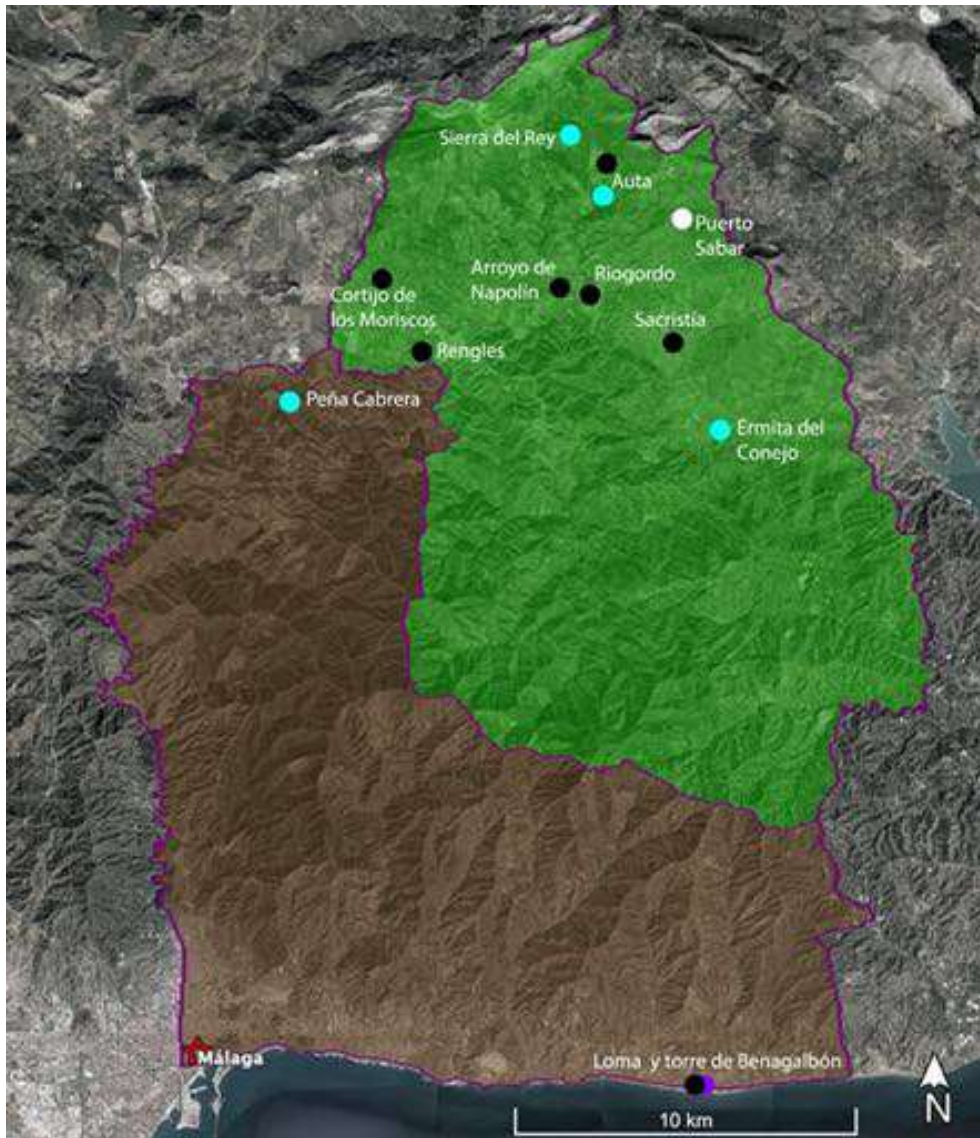 Sierra del Rey
Auta
Puerto
Sabar
Arroyo de
Napolín
Riogordo
Cortijo de
los Moriscos
Sacristía
Rengles
Peña Cabrera
Ermita del
Conejo
Málaga
Loma y torre de Benagalbón
10 km
N